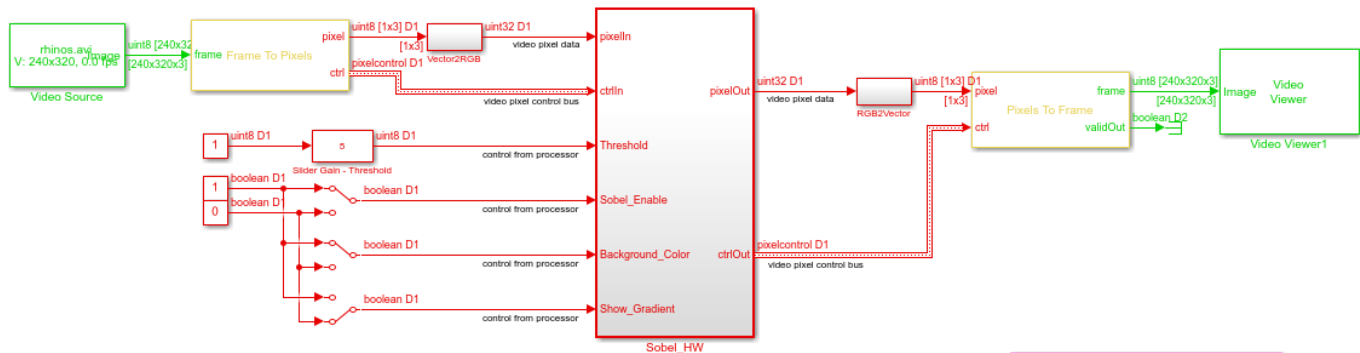 rhinos.avi
V: 240x320, 0.0 fps
Image
Video Source
uint8 [240x32
[240x320x3]
frame
Frame To Pixels
pixel
ctrl
uint8 [1x3] D1
[1x3]
pixelcontrol D1
Vector2RGB
uint32 D1
video pixel data
video pixel control bus
pixelIn
ctrlIn
1
uint8 D1
5
Slider Gain - Threshold
uint8 D1
control from processor
Threshold
1
boolean D1
0
boolean D1
boolean D1
control from processor
Sobel_Enable
boolean D1
control from processor
Background_Color
boolean D1
control from processor
Show_Gradient
pixelOut
ctrlOut
Sobel_HW
uint32 D1
video pixel data
RGB2Vector
uint8 [1x3] D1
[1x3]
pixelcontrol D1
video pixel control bus
pixel
ctrl
Pixels To Frame
frame
validOut
uint8 [240x320x3]
[240x320x3]
boolean D2
Image
Video
Viewer
Video Viewer1